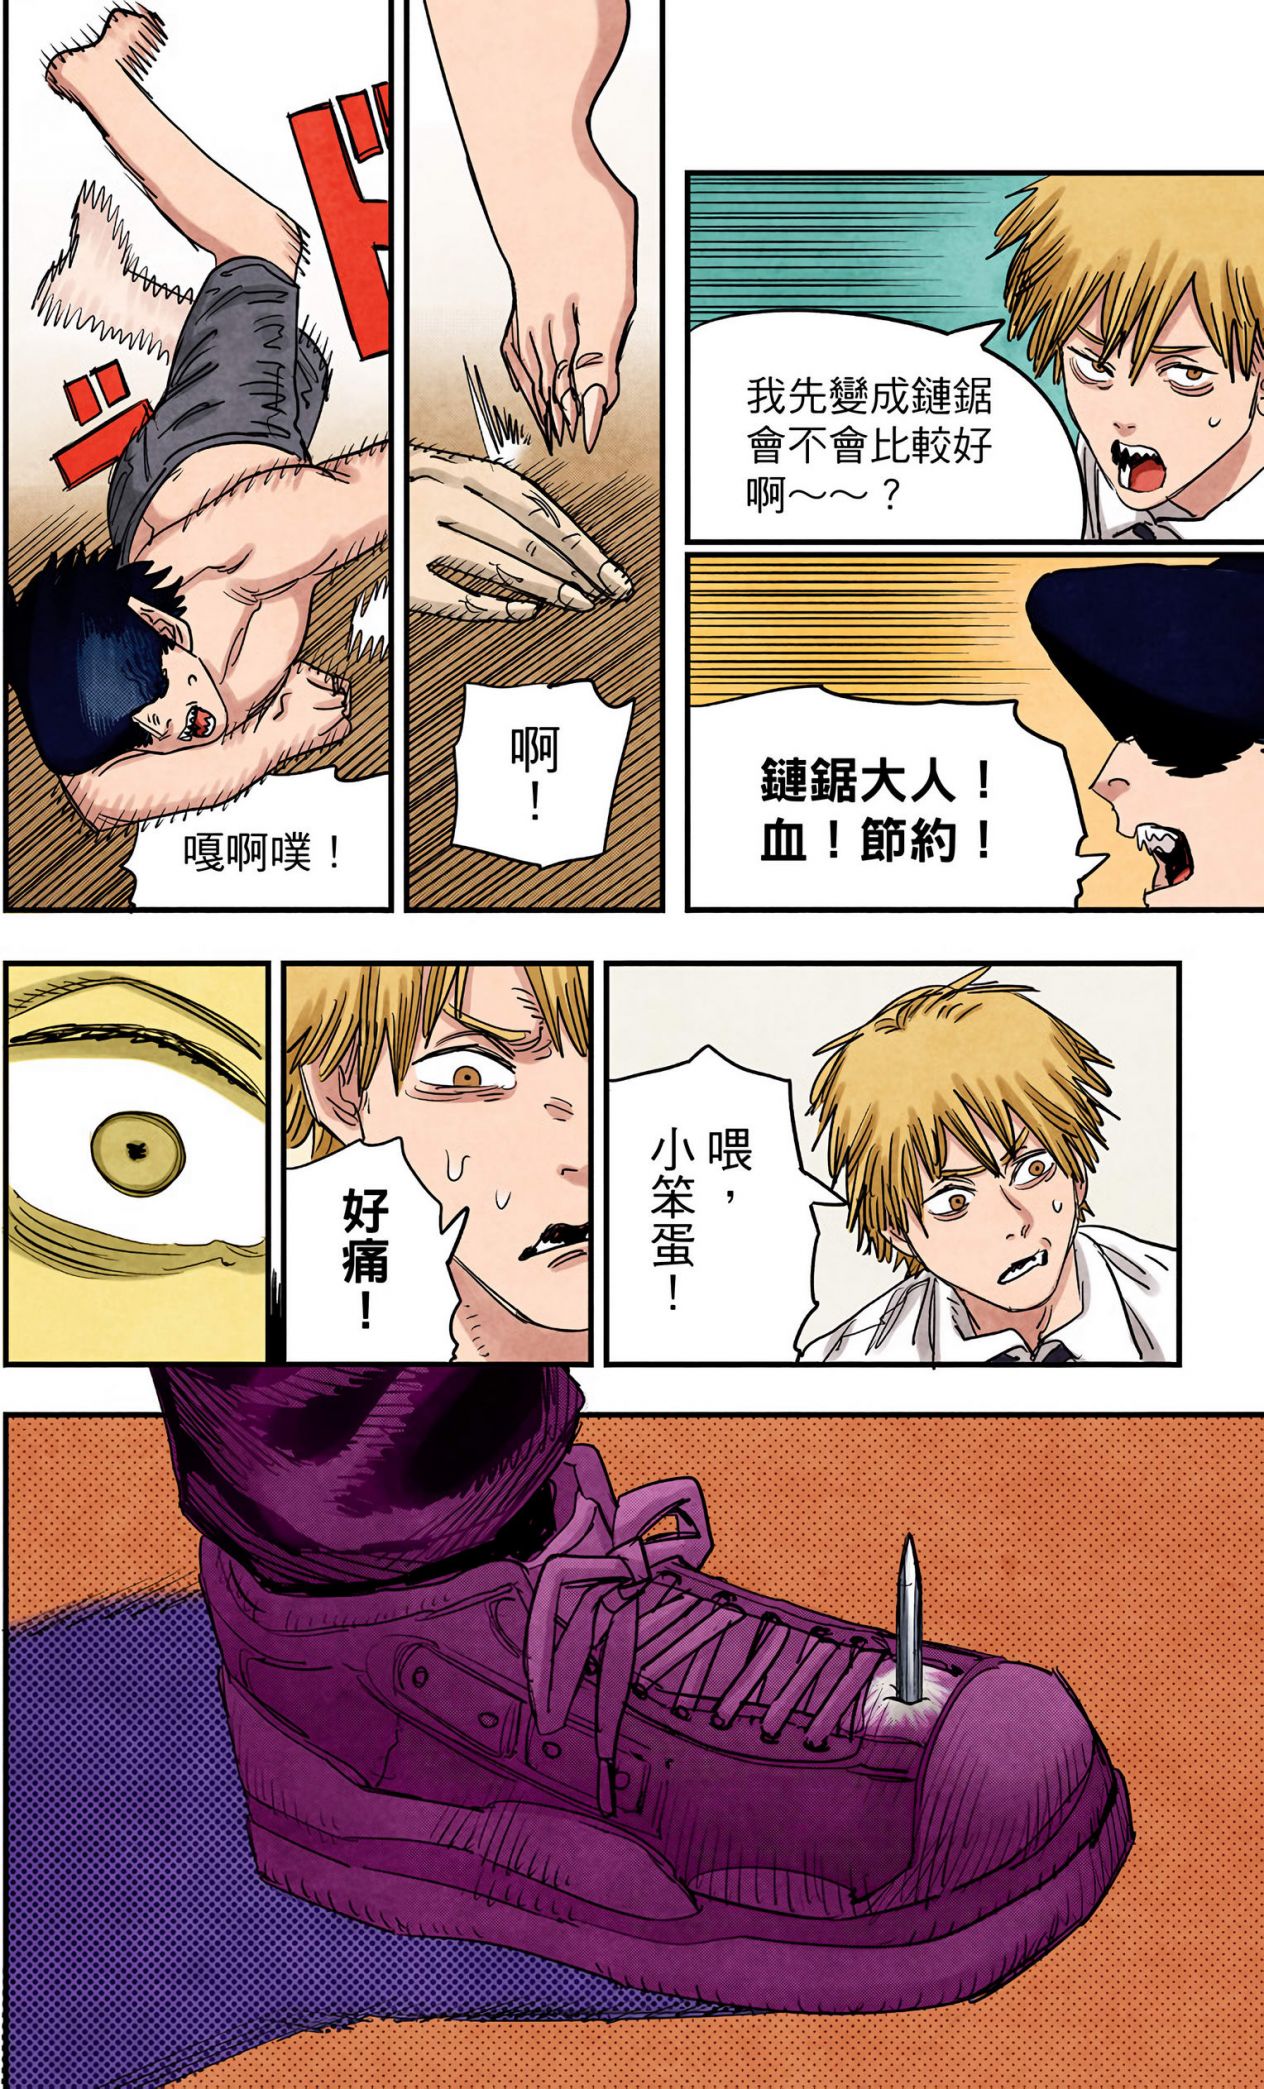 我先變成鏈鋸
會不會比較好
啊～～？
鏈鋸大人！
血！節約！
啊！
ドッ
嘎啊噗！
喂，
小笨蛋！
好痛！